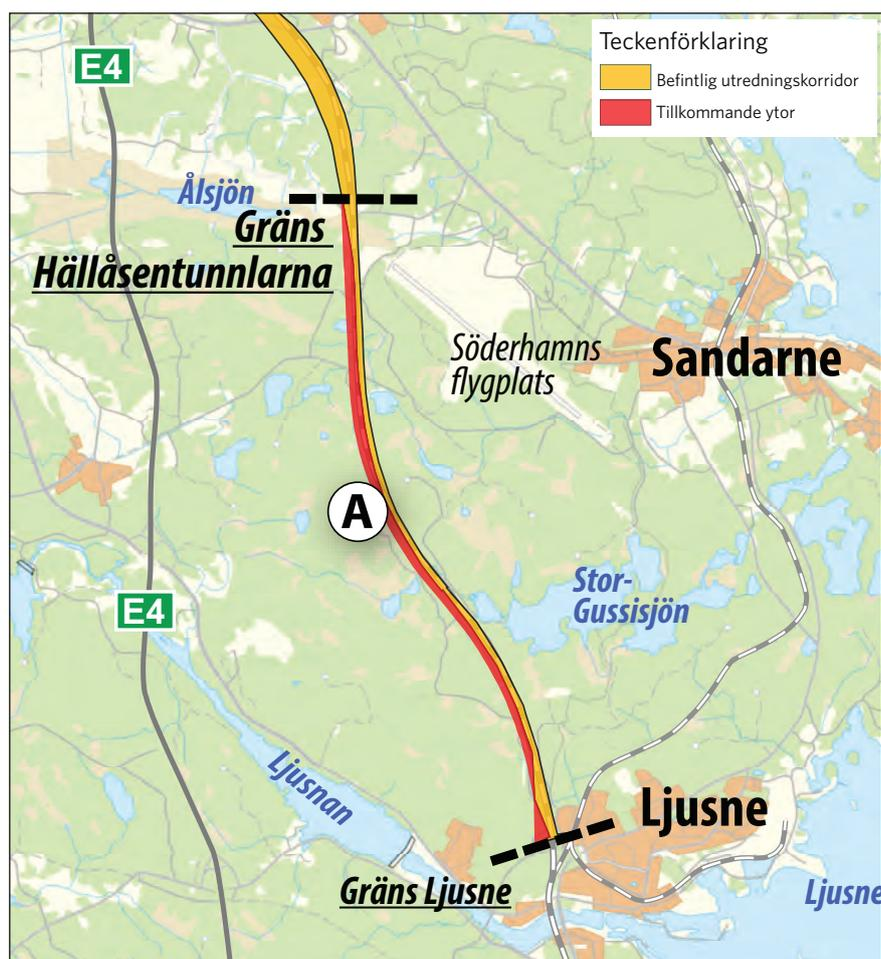 Teckenförklaring
Befintlig utredningskorridor
Tillkommande ytor
E4
Ålsjön
Gräns
Hällåsentunnlarna
Söderhamns
flygplats
Sandarne
A
Stor-
Gussisjön
E4
Ljusnan
Ljusne
Gräns Ljusne
Ljusne